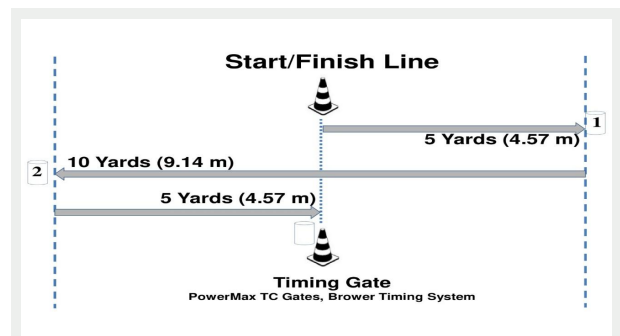 Start/Finish Line
1
5 Yards (4.57 m)
10 Yards (9.14 m)
2
5 Yards (4.57 m)
Timing Gate
PowerMax TC Gates, Brower Timing System